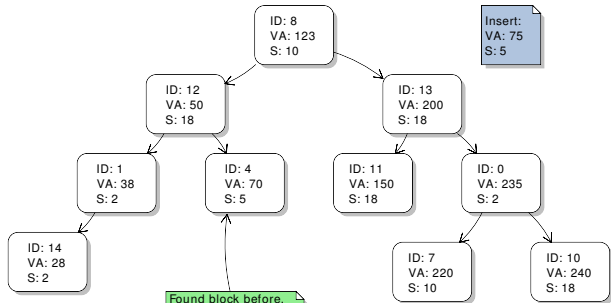 ID: 8
VA: 123
S: 10
Insert:
VA: 75
S: 5
ID: 12
VA: 50
S: 18
ID: 13
VA: 200
S: 18
ID: 1
VA: 38
S: 2
ID: 4
VA: 70
S: 5
ID: 11
VA: 150
S: 18
ID: 0
VA: 235
S: 2
ID: 14
VA: 28
S: 2
ID: 7
VA: 220
S: 10
ID: 10
VA: 240
S: 18
Found block before.